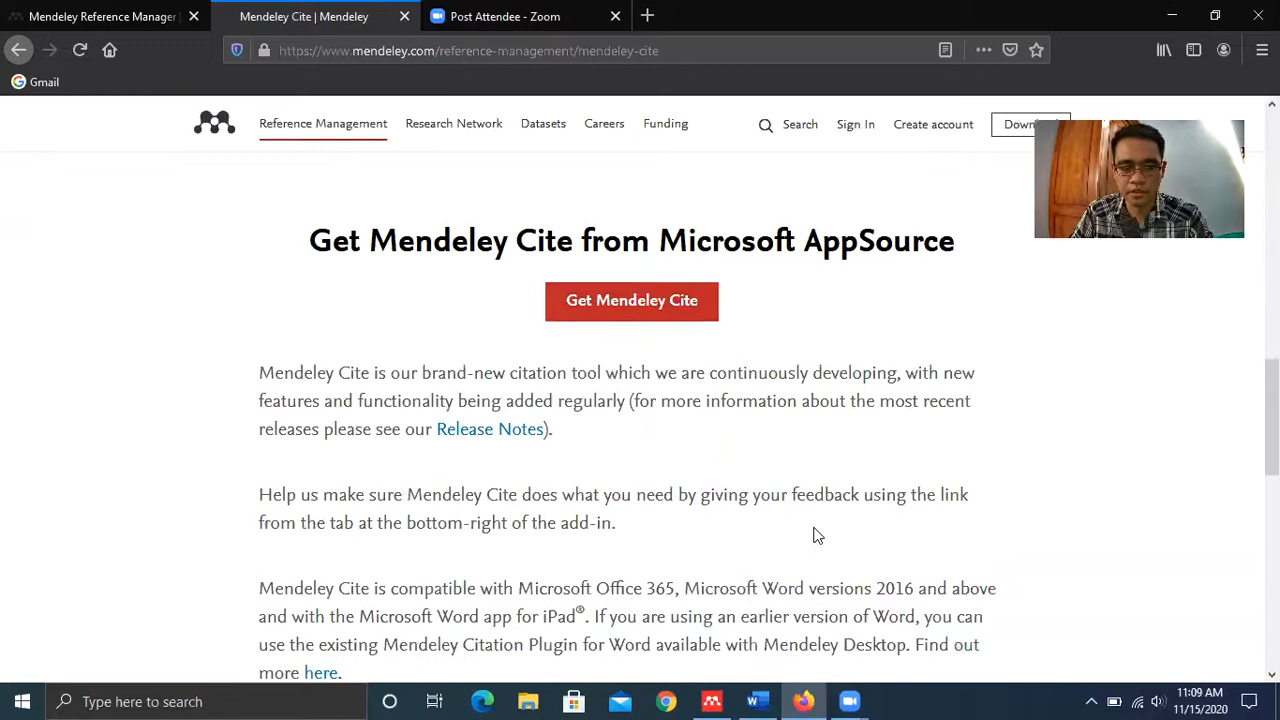 Mendeley Reference Manager
Mendeley Cite | Mendeley
Post Attendee - Zoom
https://www.mendeley.com/reference-management/mendeley-cite
Gmail
Reference Management
Research Network
Datasets
Careers
Funding
Search
Sign In
Create account
Get Mendeley Cite from Microsoft AppSource
Get Mendeley Cite
Mendeley Cite is our brand-new citation tool which we are continuously developing, with new
features and functionality being added regularly (for more information about the most recent
releases please see our Release Notes).
Help us make sure Mendeley Cite does what you need by giving your feedback using the link
from the tab at the bottom-right of the add-in.
Mendeley Cite is compatible with Microsoft Office 365, Microsoft Word versions 2016 and above
and with the Microsoft Word app for iPad®. If you are using an earlier version of Word, you can
use the existing Mendeley Citation Plugin for Word available with Mendeley Desktop. Find out
more here.
Type here to search
11:09 AM
11/15/2020